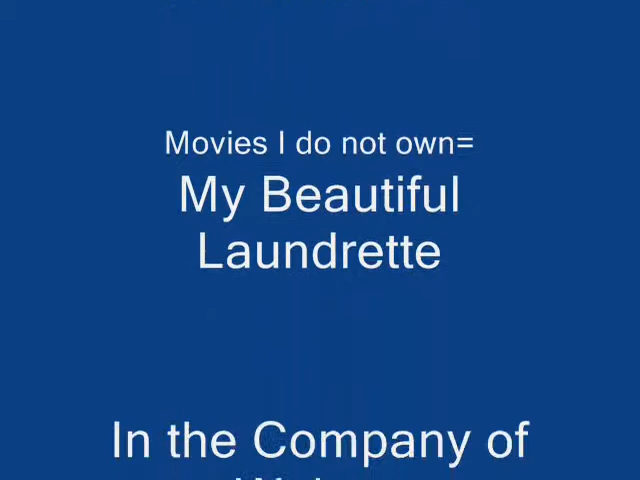 Movies I do not own=
My Beautiful
Laundrette
In the Company of